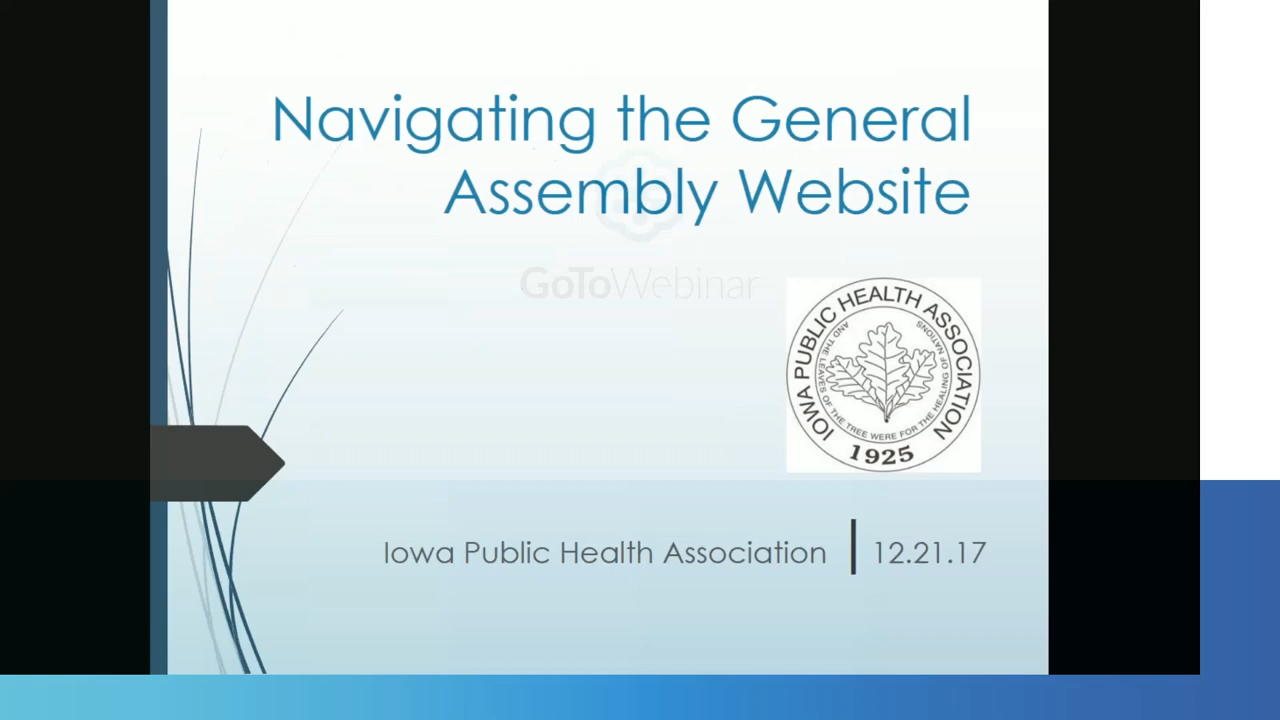 Navigating the General
Assembly Website
GoToWebinar
IOWA PUBLIC HEALTH ASSOCIATION
AND THE LEAVES OF THE TREE WERE FOR THE HEALING OF NATIONS
1925
Iowa Public Health Association | 12.21.17